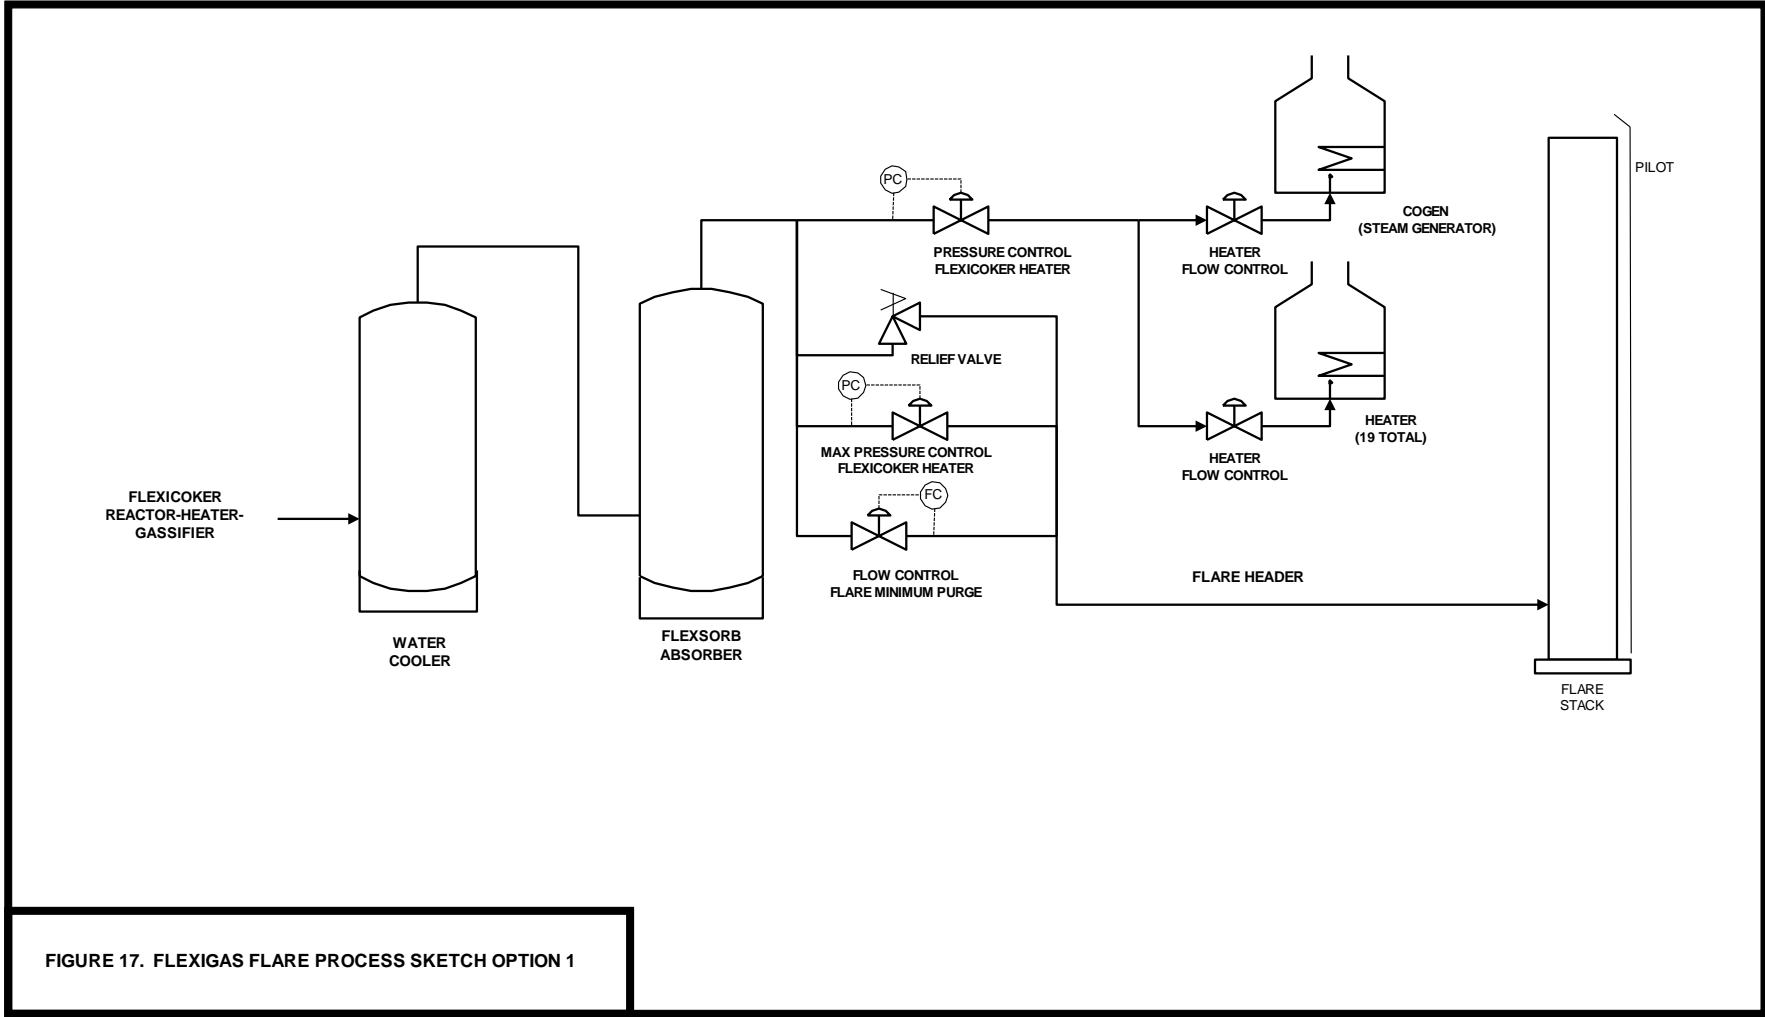 PILOT
PC
COGEN
(STEAM GENERATOR)
PRESSURE CONTROL
FLEXICOKER HEATER
HEATER
FLOW CONTROL
RELIEF VALVE
PC
HEATER
(19 TOTAL)
MAX PRESSURE CONTROL
FLEXICOKER HEATER
HEATER
FLOW CONTROL
FC
FLEXICOKER
REACTOR-HEATER-
GASSIFIER
FLOW CONTROL
FLARE MINIMUM PURGE
FLARE HEADER
WATER
COOLER
FLEXSORB
ABSORBER
FLARE
STACK
FIGURE 17. FLEXIGAS FLARE PROCESS SKETCH OPTION 1